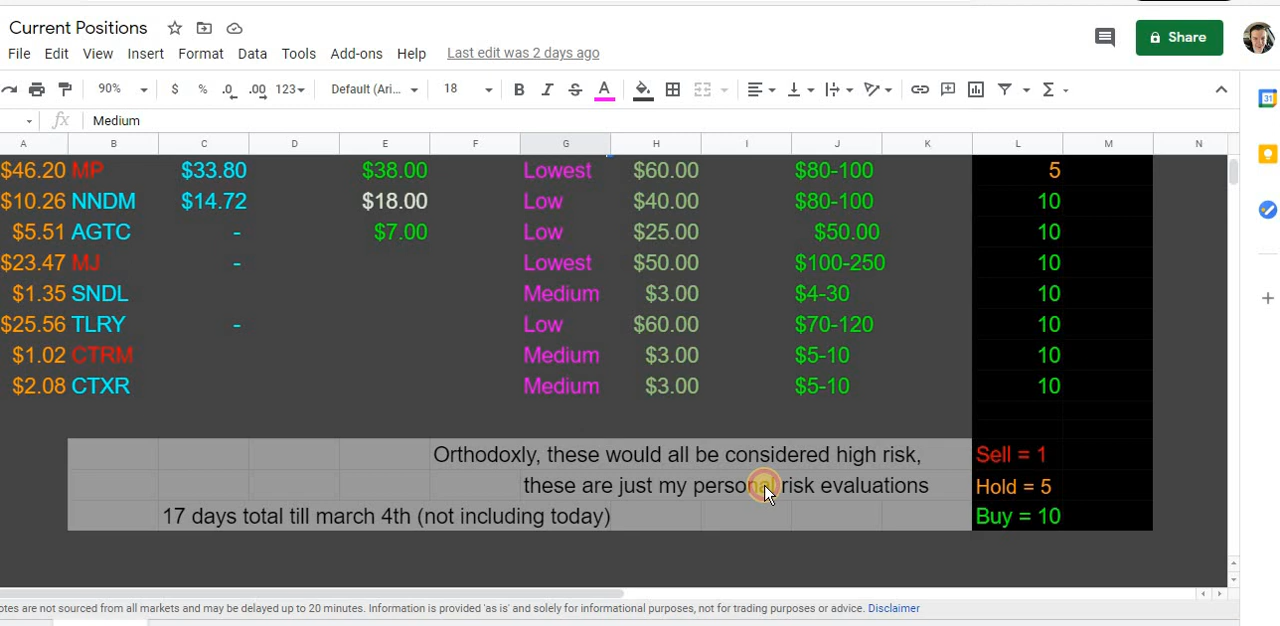 Current Positions
File Edit View Insert Format Data Tools Add-ons Help Last edit was 2 days ago
Share
90% $ % .0 .00 123 Default (Ari... 18 B I S A Σ
31
fx Medium
A B C D E F G H I J K L M N
$46.20 MP $33.80 $38.00 Lowest $60.00 $80-100 5
$10.26 NNDM $14.72 $18.00 Low $40.00 $80-100 10
$5.51 AGTC - $7.00 Low $25.00 $50.00 10
$23.47 MJ - Lowest $50.00 $100-250 10
$1.35 SNDL Medium $3.00 $4-30 10
$25.56 TLRY - Low $60.00 $70-120 10
$1.02 CTRM Medium $3.00 $5-10 10
$2.08 CTXR Medium $3.00 $5-10 10
Orthodoxly, these would all be considered high risk, Sell = 1
these are just my personal risk evaluations Hold = 5
17 days total till march 4th (not including today) Buy = 10
otes are not sourced from all markets and may be delayed up to 20 minutes. Information is provided 'as is' and solely for informational purposes, not for trading purposes or advice. Disclaimer